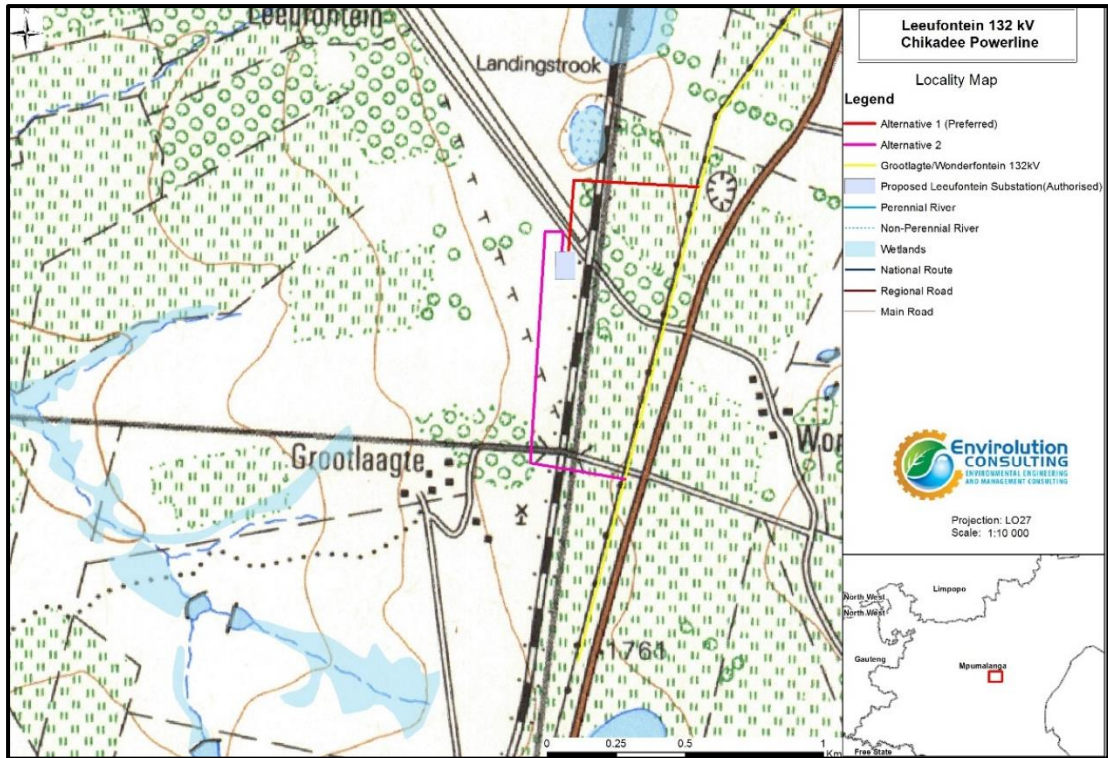 N
Leeufontein
Landingstrook
Grootlaagte
1761
0 0.25 0.5 1
Km
Leeufontein 132 kV
Chikadee Powerline
Locality Map
Legend
Alternative 1 (Preferred)
Alternative 2
Grootlagte/Wonderfontein 132kV
Proposed Leeufontein Substation(Authorised)
Perennial River
Non-Perennial River
Wetlands
National Route
Regional Road
Main Road
Envirolution
CONSULTING
ENVIRONMENTAL ENGINEERING
AND MANAGEMENT CONSULTING
Projection: LO27
Scale: 1:10 000
Limpopo
North West
North West
Gauteng
Mpumalanga
Free State